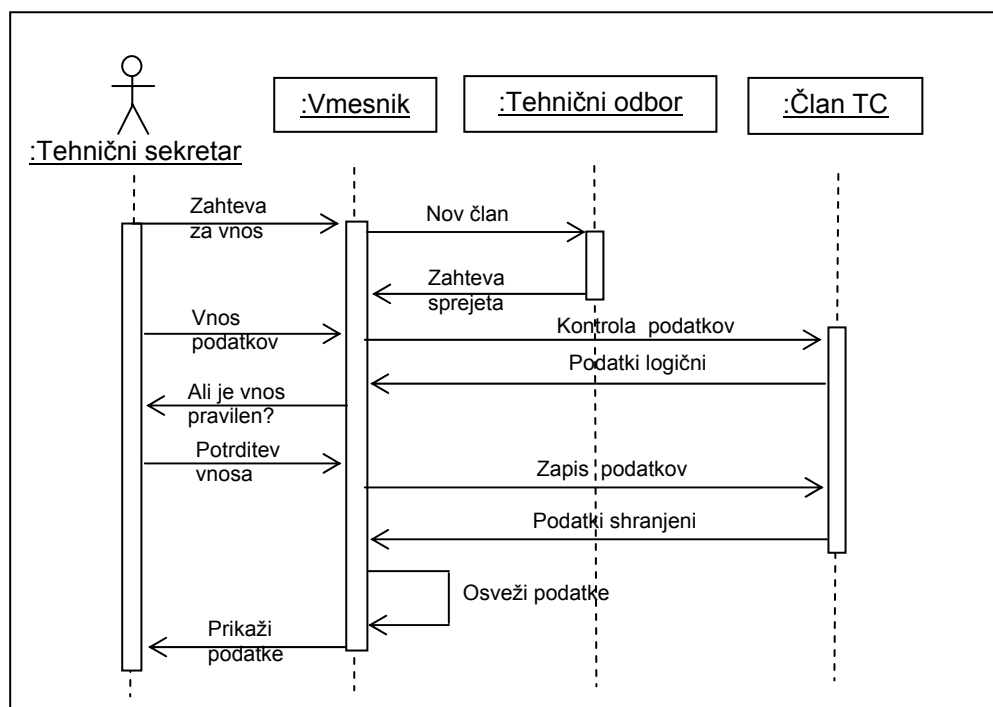 :Tehnični sekretar
:Vmesnik
:Tehnični odbor
:Član TC
Zahteva
za vnos
Nov član
Zahteva
sprejeta
Vnos
podatkov
Kontrola podatkov
Podatki logični
Ali je vnos
pravilen?
Potrditev
vnosa
Zapis podatkov
Podatki shranjeni
Osveži podatke
Prikaži
podatke